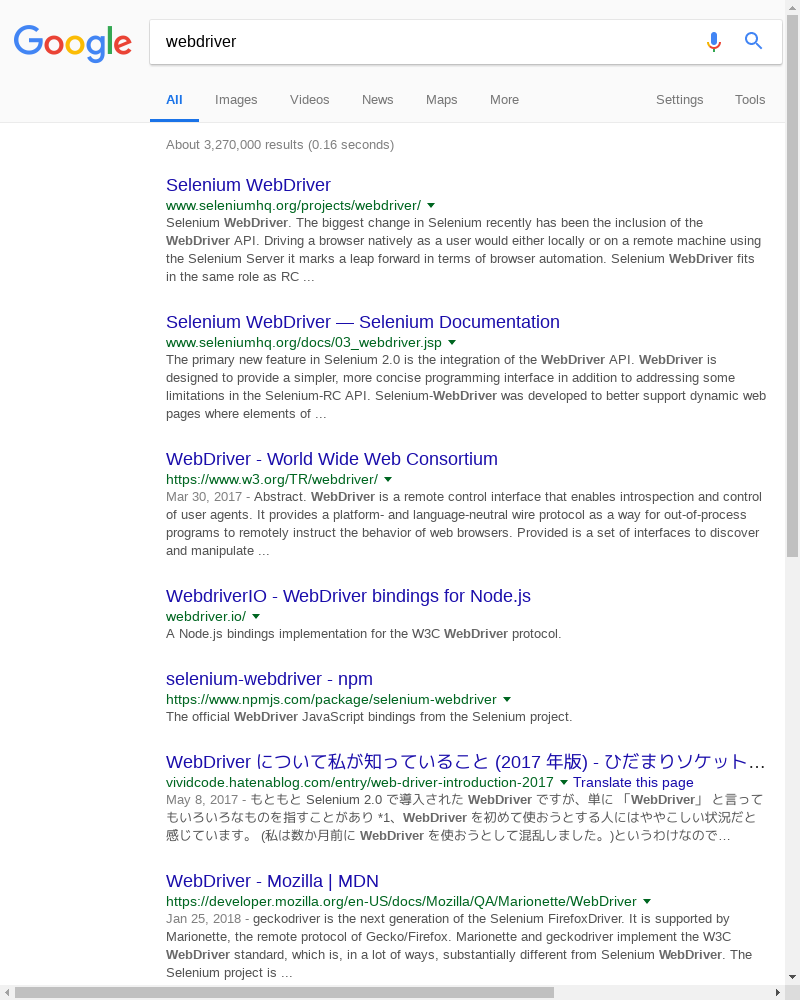 Google
webdriver
All Images Videos News Maps More Settings Tools
About 3,270,000 results (0.16 seconds)
Selenium WebDriver
www.seleniumhq.org/projects/webdriver/
Selenium WebDriver. The biggest change in Selenium recently has been the inclusion of the
WebDriver API. Driving a browser natively as a user would either locally or on a remote machine using
the Selenium Server it marks a leap forward in terms of browser automation. Selenium WebDriver fits
in the same role as RC ...
Selenium WebDriver — Selenium Documentation
www.seleniumhq.org/docs/03_webdriver.jsp
The primary new feature in Selenium 2.0 is the integration of the WebDriver API. WebDriver is
designed to provide a simpler, more concise programming interface in addition to addressing some
limitations in the Selenium-RC API. Selenium-WebDriver was developed to better support dynamic web
pages where elements of ...
WebDriver - World Wide Web Consortium
https://www.w3.org/TR/webdriver/
Mar 30, 2017 - Abstract. WebDriver is a remote control interface that enables introspection and control
of user agents. It provides a platform- and language-neutral wire protocol as a way for out-of-process
programs to remotely instruct the behavior of web browsers. Provided is a set of interfaces to discover
and manipulate ...
WebdriverIO - WebDriver bindings for Node.js
webdriver.io/
A Node.js bindings implementation for the W3C WebDriver protocol.
selenium-webdriver - npm
https://www.npmjs.com/package/selenium-webdriver
The official WebDriver JavaScript bindings from the Selenium project.
WebDriver について私が知っていること (2017 年版) - ひだまりソケット…
vividcode.hatenablog.com/entry/web-driver-introduction-2017 Translate this page
May 8, 2017 - もともと Selenium 2.0 で導入された WebDriver ですが、単に 「WebDriver」 と言って
もいろいろなものを指すことがあり *1、WebDriver を初めて使おうとする人にはややこしい状況だと
感じています。 (私は数か月前に WebDriver を使おうとして混乱しました。)というわけなので…
WebDriver - Mozilla | MDN
https://developer.mozilla.org/en-US/docs/Mozilla/QA/Marionette/WebDriver
Jan 25, 2018 - geckodriver is the next generation of the Selenium FirefoxDriver. It is supported by
Marionette, the remote protocol of Gecko/Firefox. Marionette and geckodriver implement the W3C
WebDriver standard, which is, in a lot of ways, substantially different from Selenium WebDriver. The
Selenium project is ...